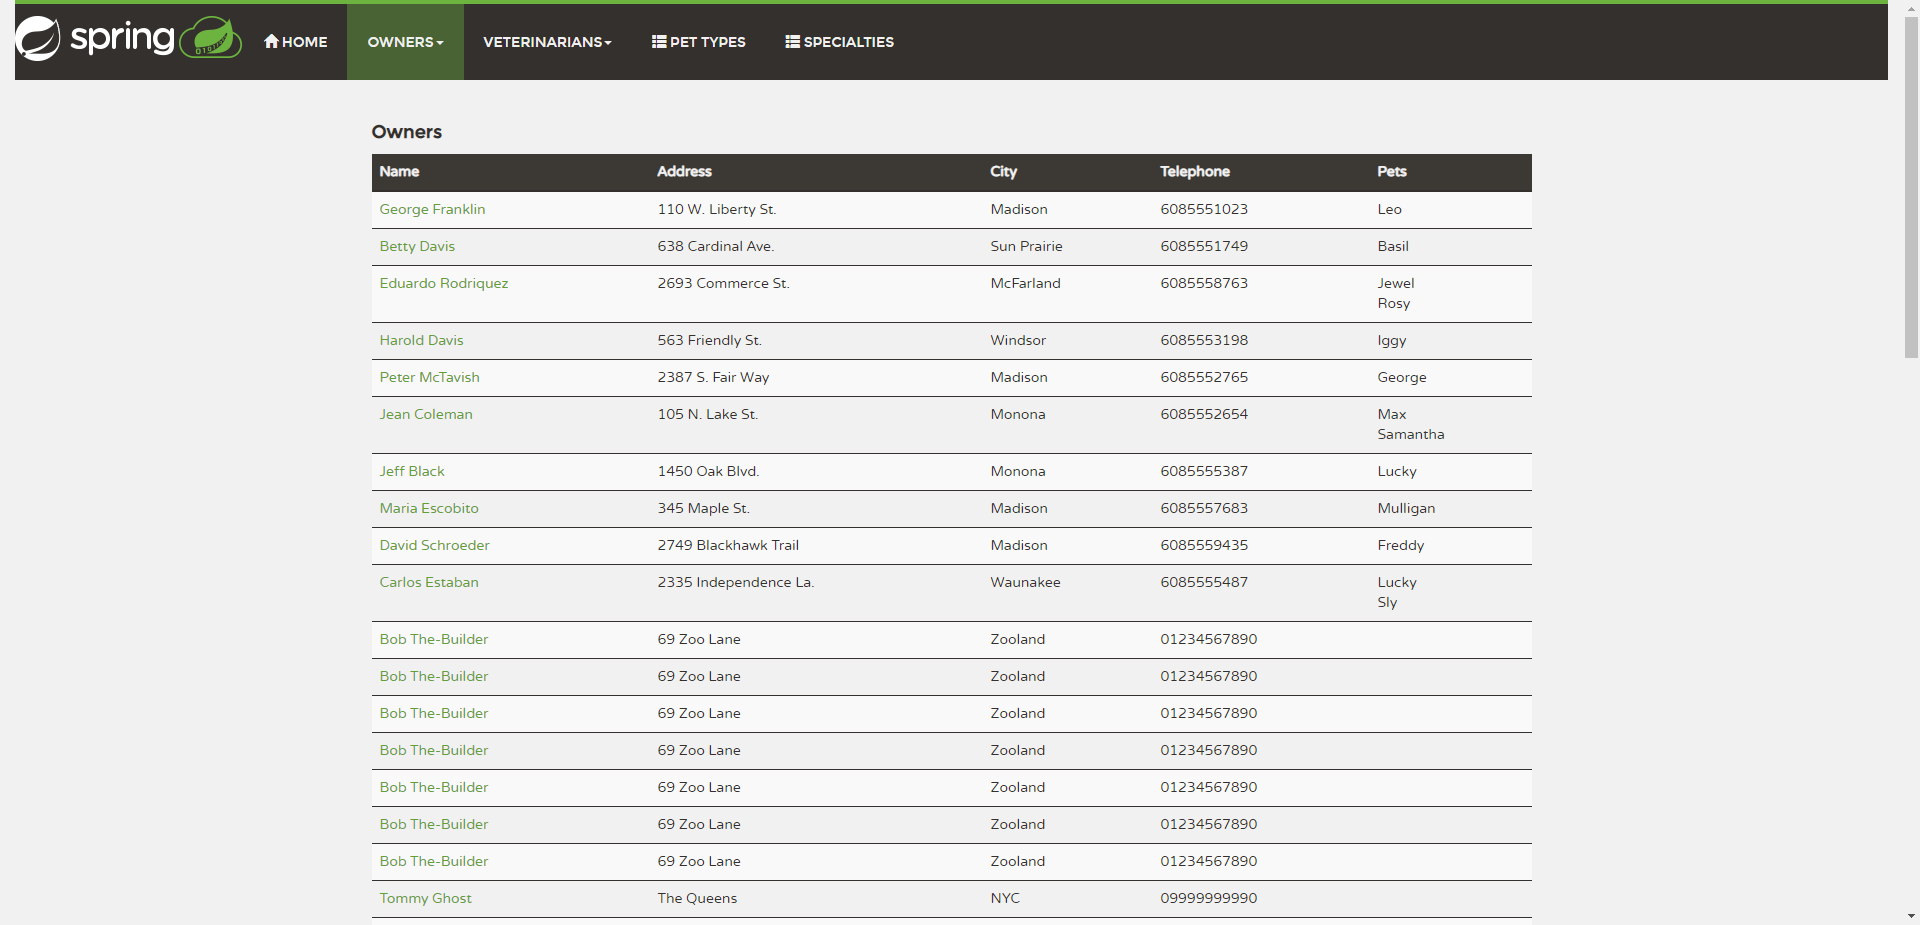 spring HOME OWNERS VETERINARIANS PET TYPES SPECIALTIES
Owners
Name Address City Telephone Pets
George Franklin 110 W. Liberty St. Madison 6085551023 Leo
Betty Davis 638 Cardinal Ave. Sun Prairie 6085551749 Basil
Eduardo Rodriquez 2693 Commerce St. McFarland 6085558763 Jewel
Rosy
Harold Davis 563 Friendly St. Windsor 6085553198 Iggy
Peter McTavish 2387 S. Fair Way Madison 6085552765 George
Jean Coleman 105 N. Lake St. Monona 6085552654 Max
Samantha
Jeff Black 1450 Oak Blvd. Monona 6085555387 Lucky
Maria Escobito 345 Maple St. Madison 6085557683 Mulligan
David Schroeder 2749 Blackhawk Trail Madison 6085559435 Freddy
Carlos Estaban 2335 Independence La. Waunakee 6085555487 Lucky
Sly
Bob The-Builder 69 Zoo Lane Zooland 01234567890
Bob The-Builder 69 Zoo Lane Zooland 01234567890
Bob The-Builder 69 Zoo Lane Zooland 01234567890
Bob The-Builder 69 Zoo Lane Zooland 01234567890
Bob The-Builder 69 Zoo Lane Zooland 01234567890
Bob The-Builder 69 Zoo Lane Zooland 01234567890
Bob The-Builder 69 Zoo Lane Zooland 01234567890
Tommy Ghost The Queens NYC 09999999990